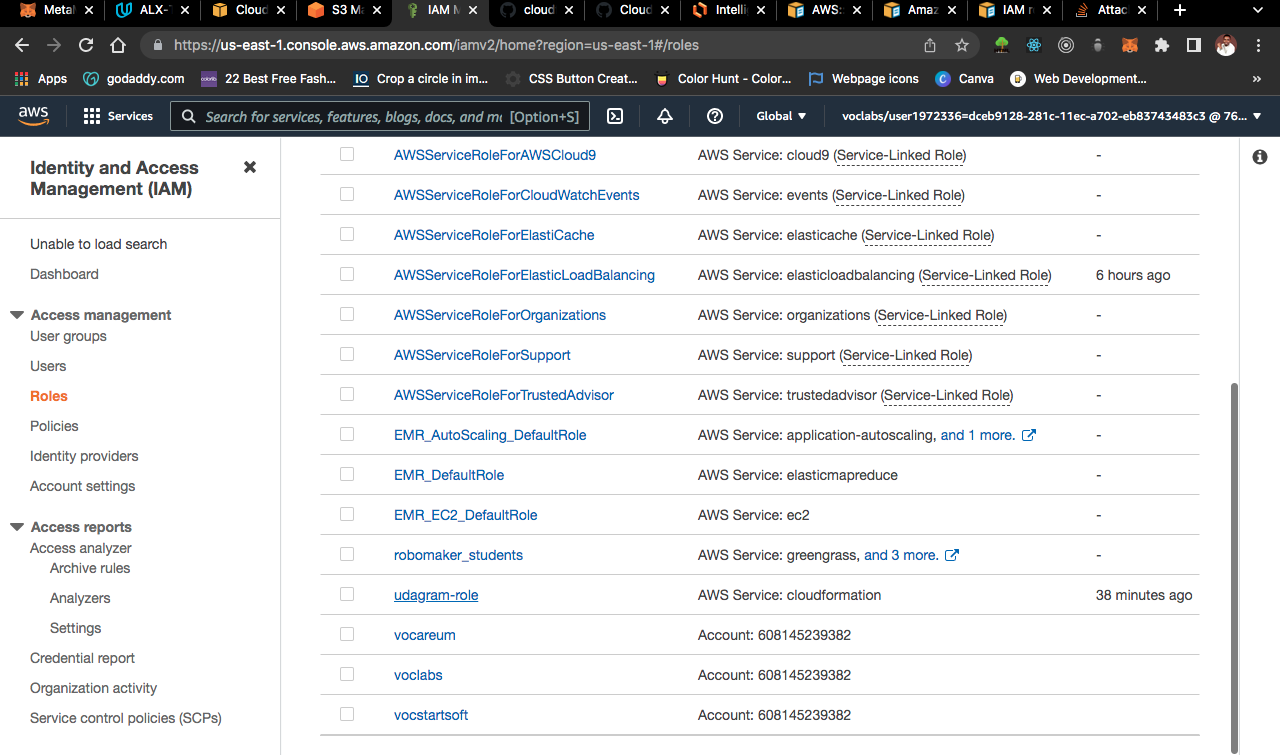 Metal
ALX-
Cloud
S3 M
IAM M
cloud
Cloud
Intelli
AWS:
Amaz
IAM ro
Attac
https://us-east-1.console.aws.amazon.com/iamv2/home?region=us-east-1#/roles
Apps
godaddy.com
22 Best Free Fash...
Crop a circle in im...
CSS Button Creat...
Color Hunt - Color...
Webpage icons
Canva
Web Development...
»
aws
Services
Search for services, features, blogs, docs, and m [Option+S]
Global
voclabs/user1972336=dceb9128-281c-11ec-a702-eb83743483c3 @ 76...
Identity and Access
Management (IAM)
Unable to load search
Dashboard
Access management
User groups
Users
Roles
Policies
Identity providers
Account settings
Access reports
Access analyzer
Archive rules
Analyzers
Settings
Credential report
Organization activity
Service control policies (SCPs)
AWSServiceRoleForAWSCloud9 AWS Service: cloud9 (Service-Linked Role) -
AWSServiceRoleForCloudWatchEvents AWS Service: events (Service-Linked Role) -
AWSServiceRoleForElastiCache AWS Service: elasticache (Service-Linked Role) -
AWSServiceRoleForElasticLoadBalancing AWS Service: elasticloadbalancing (Service-Linked Role) 6 hours ago
AWSServiceRoleForOrganizations AWS Service: organizations (Service-Linked Role) -
AWSServiceRoleForSupport AWS Service: support (Service-Linked Role) -
AWSServiceRoleForTrustedAdvisor AWS Service: trustedadvisor (Service-Linked Role) -
EMR_AutoScaling_DefaultRole AWS Service: application-autoscaling, and 1 more. -
EMR_DefaultRole AWS Service: elasticmapreduce -
EMR_EC2_DefaultRole AWS Service: ec2 -
robomaker_students AWS Service: greengrass, and 3 more. -
udagram-role AWS Service: cloudformation 38 minutes ago
vocareum Account: 608145239382
voclabs Account: 608145239382
vocstartsoft Account: 608145239382